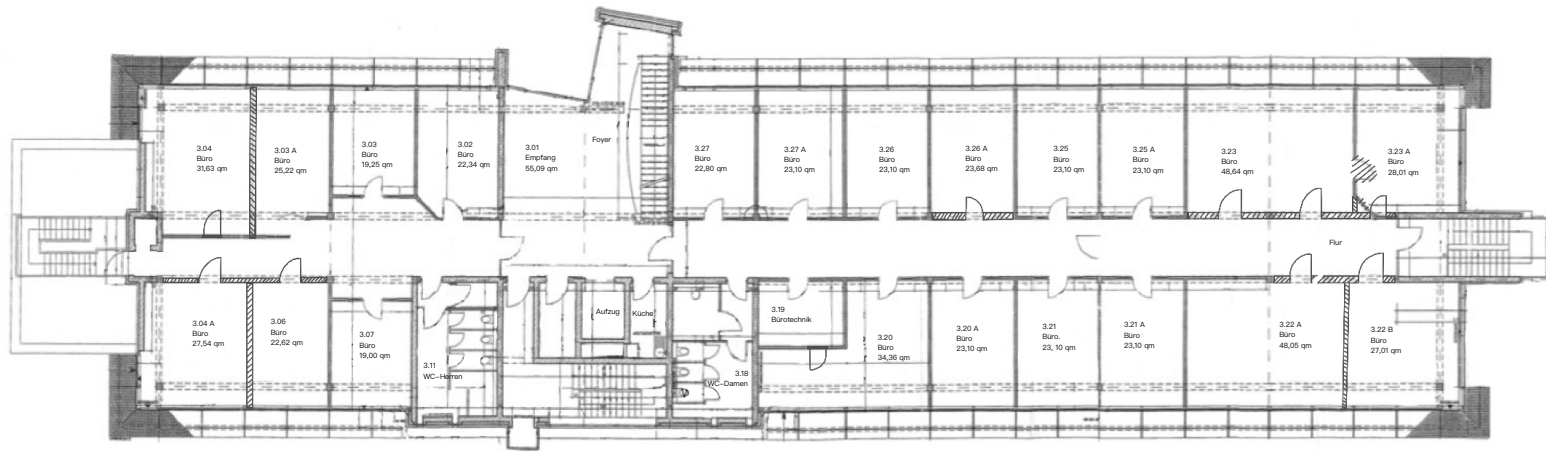 3.04
Büro
31,63 qm
3.03 A
Büro
25,22 qm
3.03
Büro
19,25 qm
3.02
Büro
22,34 qm
3.01
Empfang
55,09 qm
Foyer
3.27
Büro
22,80 qm
3.27 A
Büro
23,10 qm
3.26
Büro
23,10 qm
3.26 A
Büro
23,68 qm
3.25
Büro
23,10 qm
3.25 A
Büro
23,10 qm
3.23
Büro
48,64 qm
3.23 A
Büro
28,01 qm
Flur
3.04 A
Büro
27,54 qm
3.06
Büro
22,62 qm
3.07
Büro
19,00 qm
3.11
WC-Herren
Aufzug
Küche
3.18
WC-Damen
3.19
Bürotechnik
3.20
Büro
34,36 qm
3.20 A
Büro
23,10 qm
3.21
Büro.
23, 10 qm
3.21 A
Büro
23,10 qm
3.22 A
Büro
48,05 qm
3.22 B
Büro
27,01 qm